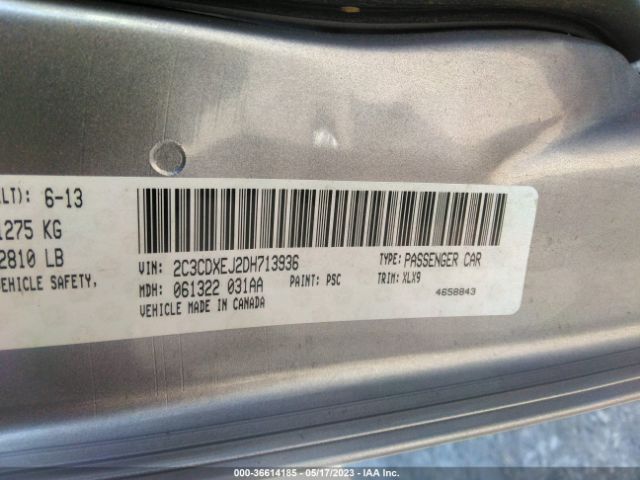 LT): 6-13
1275 KG
2810 LB
VEHICLE SAFETY,
VIN: 2C3CDXEJ2DH713936
TYPE: PASSENGER CAR
MDH: 061322 031AA
PAINT: PSC
TRIM: XLX9
VEHICLE MADE IN CANADA
4658843
000-36614185 - 05/17/2023 - IAA Inc.